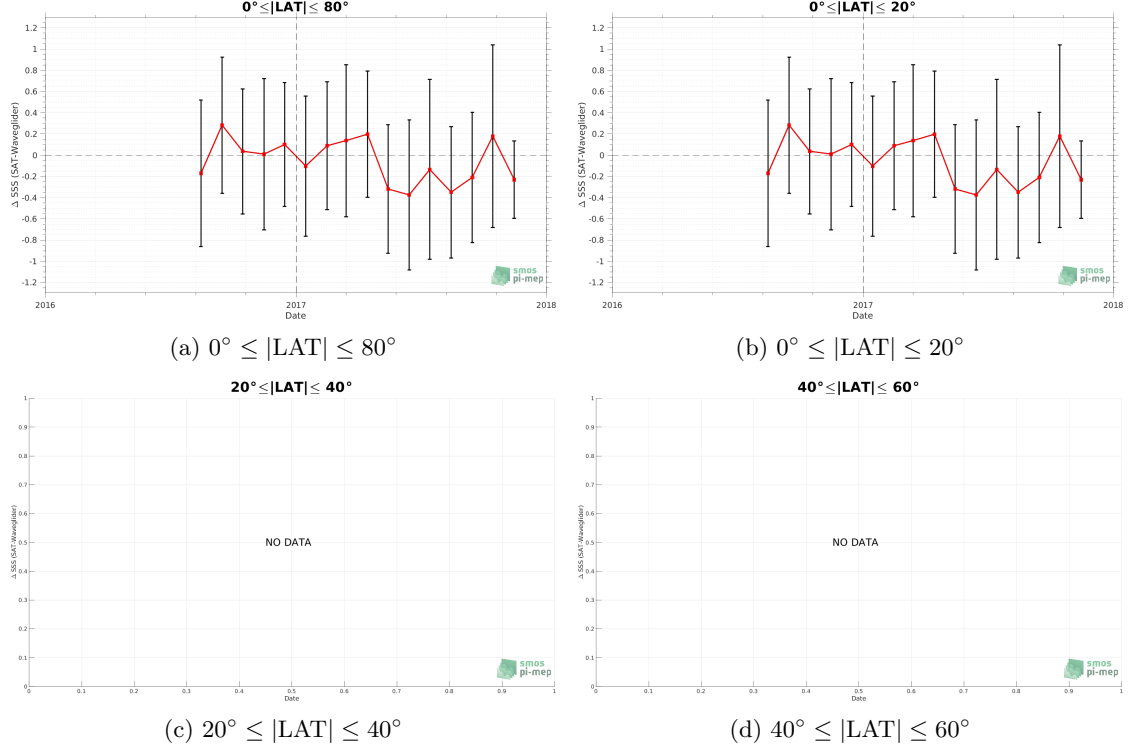 0°≤|LAT|≤ 80°
1.2
1
0.8
0.6
0.4
0.2
0
-0.2
-0.4
-0.6
-0.8
-1
-1.2
Δ SSS (SAT-Waveglider)
2016
2017
2018
Date
smos
pi-mep
(a) 0° ≤ |LAT| ≤ 80°
0°≤|LAT|≤ 20°
1.2
1
0.8
0.6
0.4
0.2
0
-0.2
-0.4
-0.6
-0.8
-1
-1.2
Δ SSS (SAT-Waveglider)
2016
2017
2018
Date
smos
pi-mep
(b) 0° ≤ |LAT| ≤ 20°
20°≤|LAT|≤ 40°
1
0.9
0.8
0.7
0.6
0.5
0.4
0.3
0.2
0.1
0
Δ SSS (SAT-Waveglider)
NO DATA
0 0.1 0.2 0.3 0.4 0.5 0.6 0.7 0.8 0.9 1
Date
smos
pi-mep
(c) 20° ≤ |LAT| ≤ 40°
40°≤|LAT|≤ 60°
1
0.9
0.8
0.7
0.6
0.5
0.4
0.3
0.2
0.1
0
Δ SSS (SAT-Waveglider)
NO DATA
0 0.1 0.2 0.3 0.4 0.5 0.6 0.7 0.8 0.9 1
Date
smos
pi-mep
(d) 40° ≤ |LAT| ≤ 60°